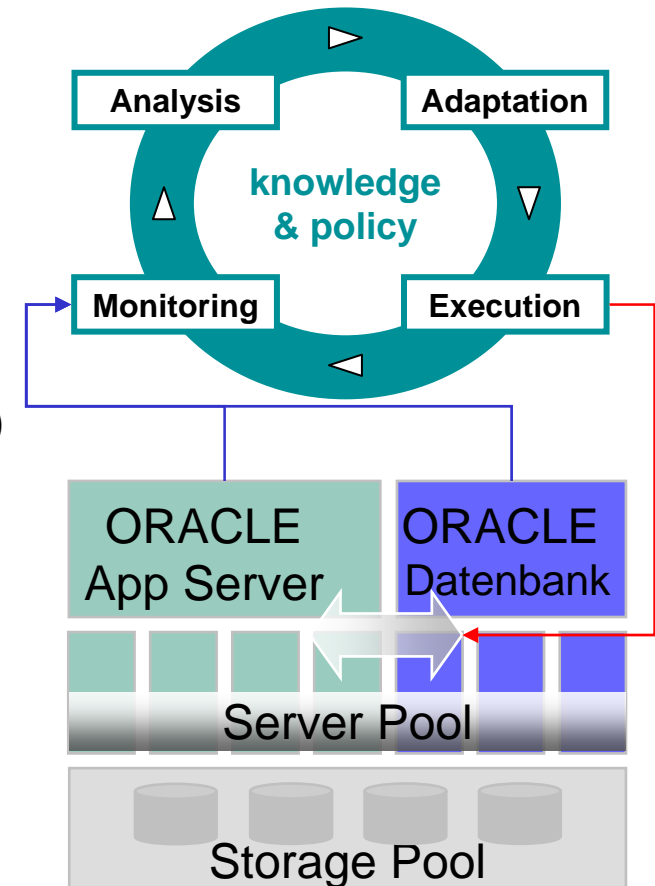 Analysis
Adaptation
knowledge
& policy
Monitoring
Execution
)
ORACLE
App Server
ORACLE
Datenbank
Server Pool
Storage Pool